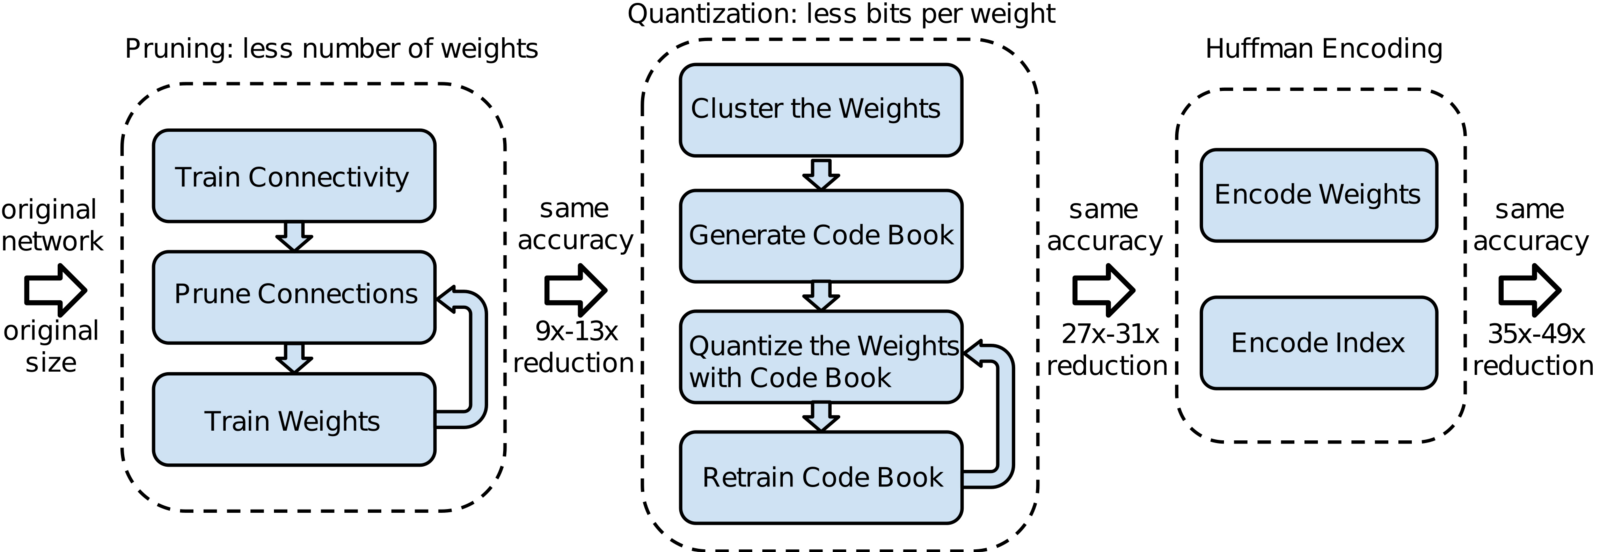 original
network
original
size
Pruning: less number of weights
Train Connectivity
Prune Connections
Train Weights
same
accuracy
9x-13x
reduction
Quantization: less bits per weight
Cluster the Weights
Generate Code Book
Quantize the Weights
with Code Book
Retrain Code Book
same
accuracy
27x-31x
reduction
Huffman Encoding
Encode Weights
Encode Index
same
accuracy
35x-49x
reduction